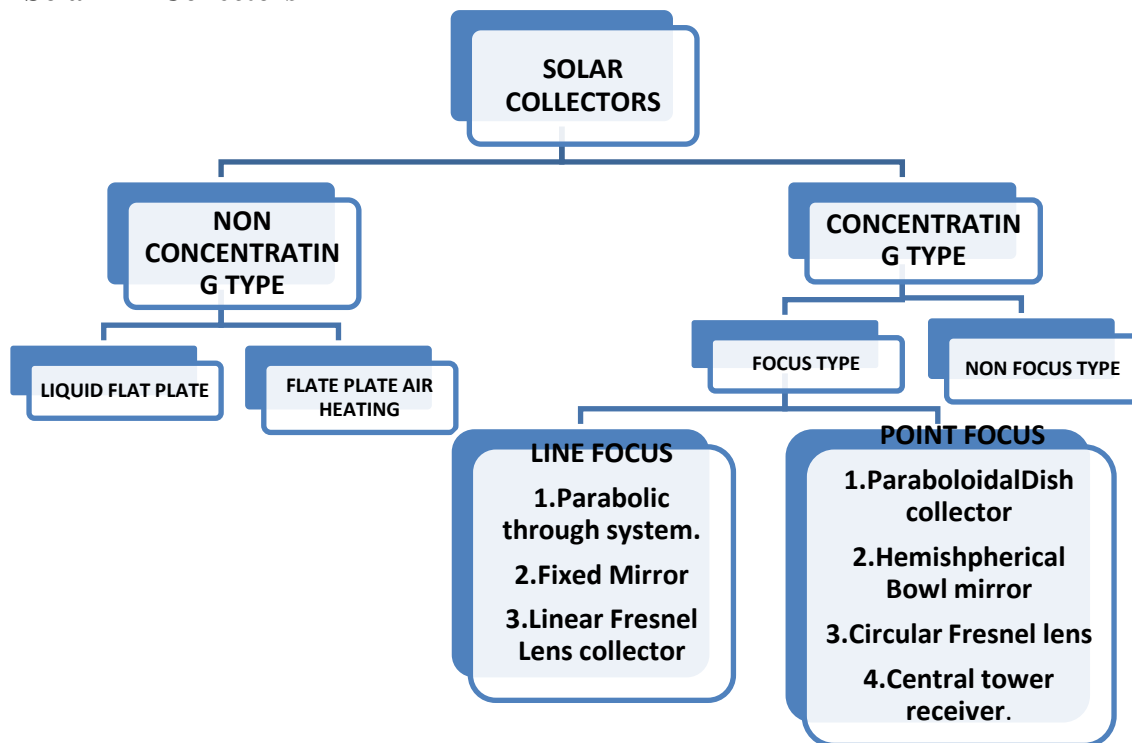 SOLAR
COLLECTORS
NON
CONCENTRATIN
G TYPE
CONCENTRATIN
G TYPE
LIQUID FLAT PLATE
FLATE PLATE AIR
HEATING
FOCUS TYPE
NON FOCUS TYPE
LINE FOCUS
1.Parabolic
through system.
2.Fixed Mirror
3.Linear Fresnel
Lens collector
POINT FOCUS
1.ParaboloidalDish
collector
2.Hemishpherical
Bowl mirror
3.Circular Fresnel lens
4.Central tower
receiver.